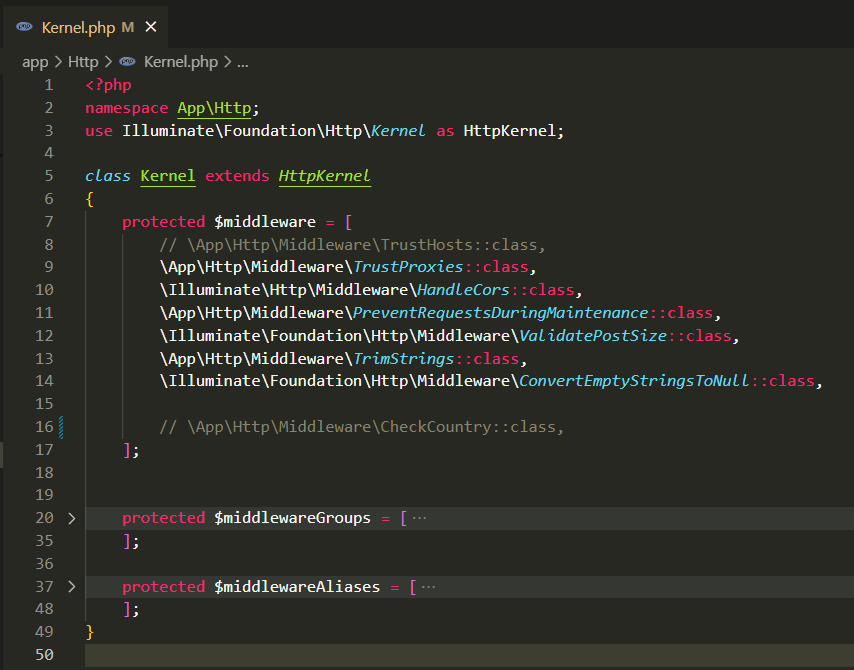 php Kernel.php M ×
app > Http > php Kernel.php > ...
1 <?php
2 namespace App\Http;
3 use Illuminate\Foundation\Http\Kernel as HttpKernel;
4
5 class Kernel extends HttpKernel
6 {
7     protected $middleware = [
8         // \App\Http\Middleware\TrustHosts::class,
9         \App\Http\Middleware\TrustProxies::class,
10         \Illuminate\Http\Middleware\HandleCors::class,
11         \App\Http\Middleware\PreventRequestsDuringMaintenance::class,
12         \Illuminate\Foundation\Http\Middleware\ValidatePostSize::class,
13         \App\Http\Middleware\TrimStrings::class,
14         \Illuminate\Foundation\Http\Middleware\ConvertEmptyStringsToNull::class,
15
16         // \App\Http\Middleware\CheckCountry::class,
17     ];
18
19
20 > protected $middlewareGroups = [ ···
35     ];
36
37 > protected $middlewareAliases = [ ···
48     ];
49 }
50